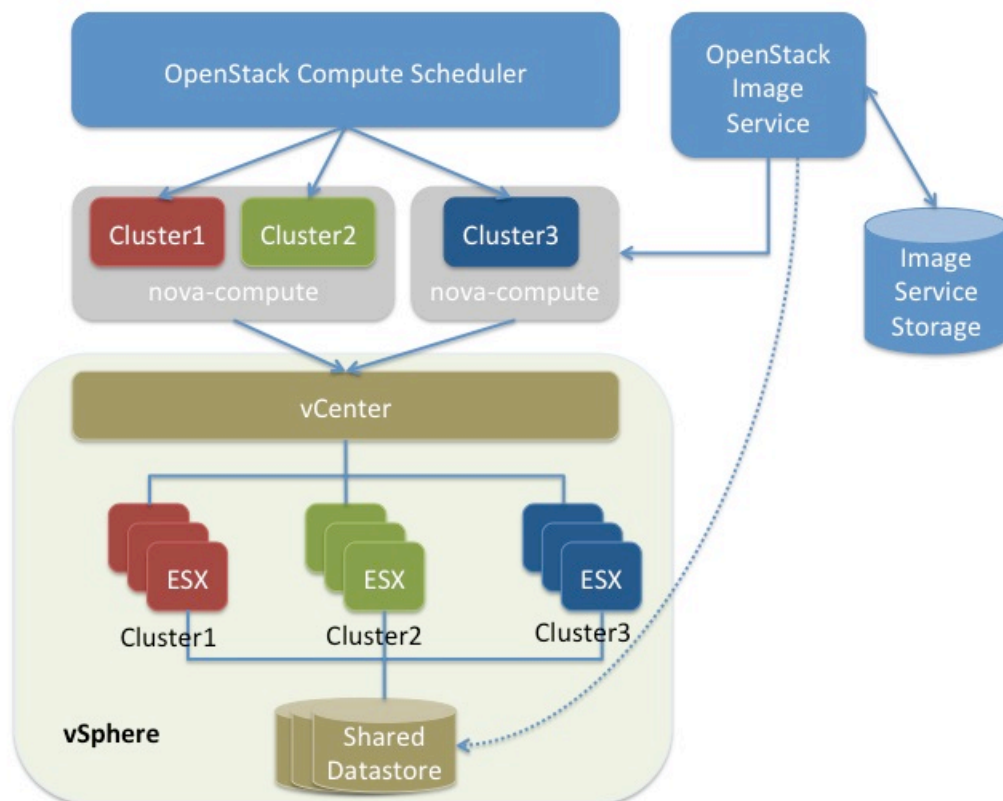 OpenStack Compute Scheduler
OpenStack
Image
Service
Cluster1
Cluster2
Cluster3
nova-compute
nova-compute
Image
Service
Storage
vCenter
ESX
ESX
ESX
Cluster1
Cluster2
Cluster3
vSphere
Shared
Datastore